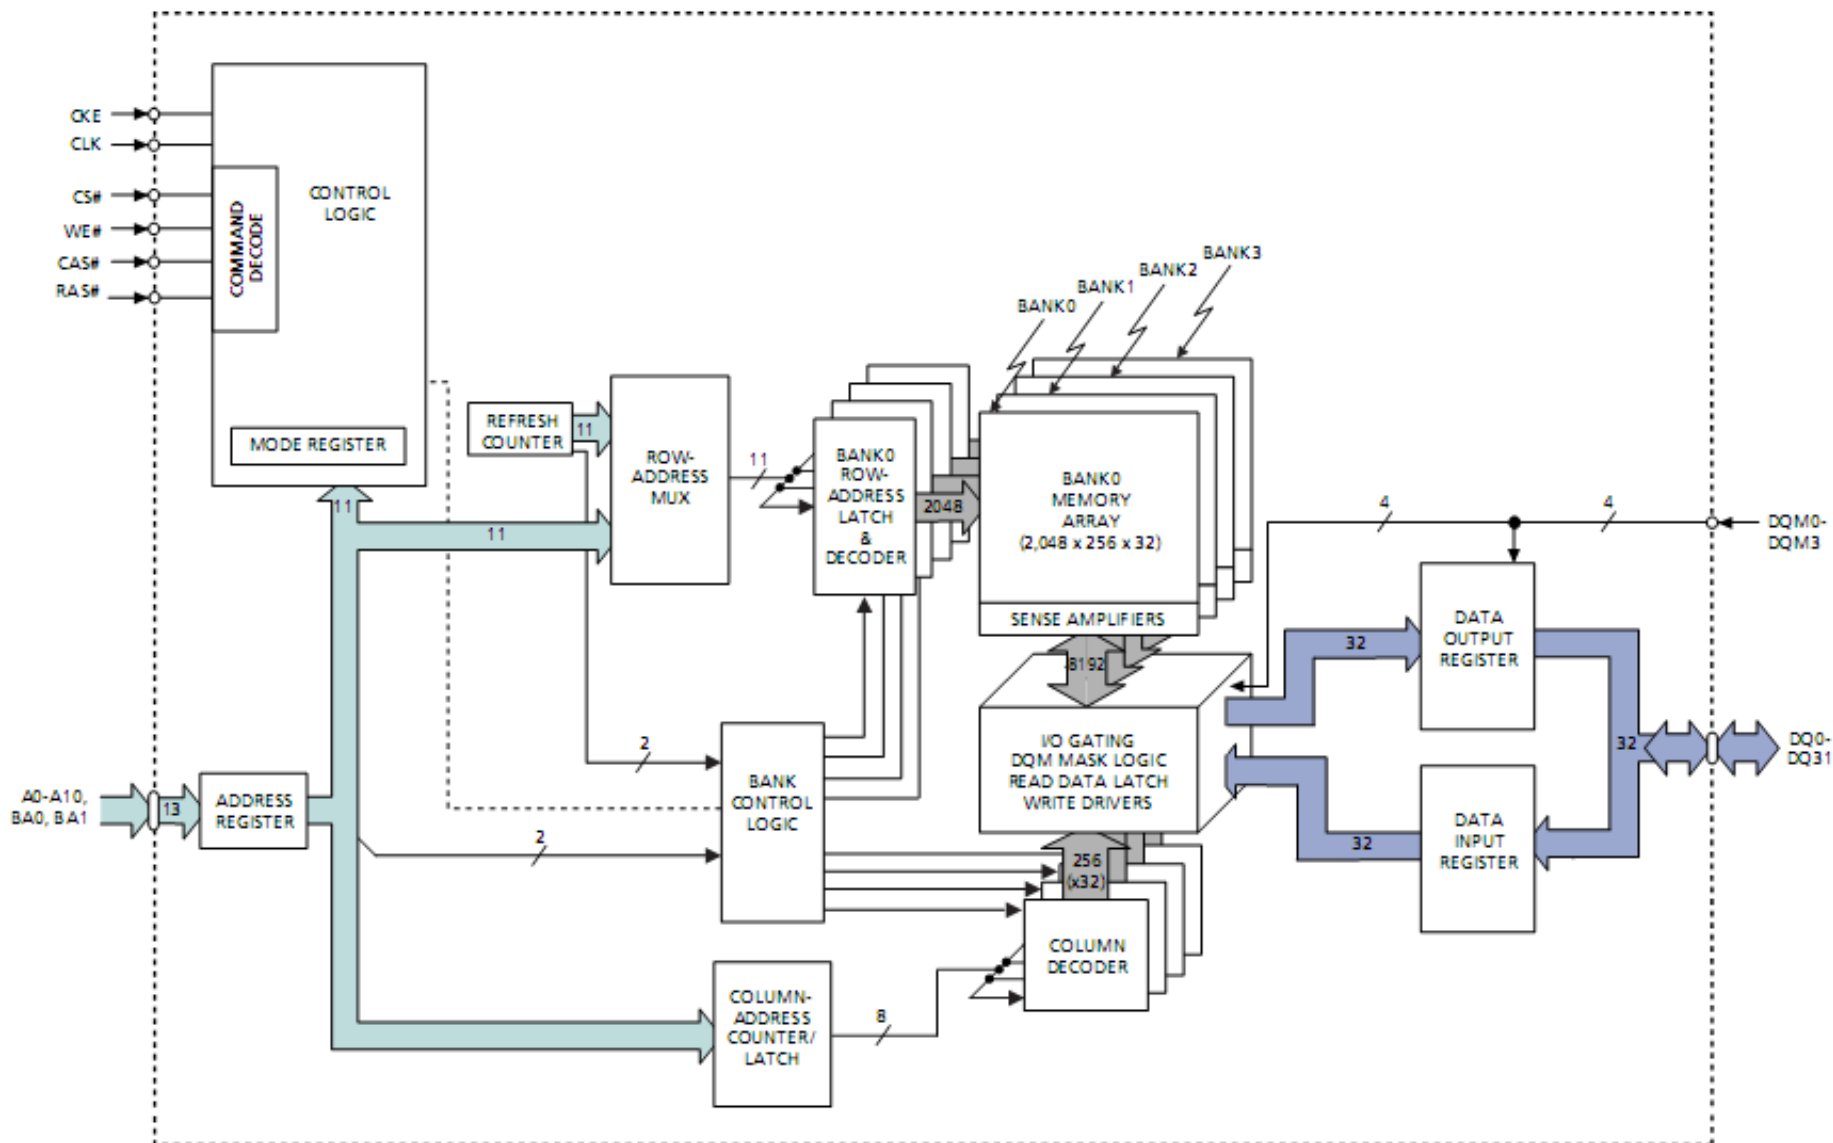 CKE
CLK
CS#
WE#
CAS#
RAS#
COMMAND
DECODE
CONTROL
LOGIC
MODE REGISTER
11
11
REFRESH
COUNTER
11
ROW-
ADDRESS
MUX
11
BANK0
ROW-
ADDRESS
LATCH
&
DECODER
2048
BANK0
BANK1
BANK2
BANK3
BANK0
MEMORY
ARRAY
(2,048 x 256 x 32)
SENSE AMPLIFIERS
8192
I/O GATING
DQM MASK LOGIC
READ DATA LATCH
WRITE DRIVERS
4
4
DQM0-
DQM3
32
DATA
OUTPUT
REGISTER
32
DQ0-
DQ31
32
DATA
INPUT
REGISTER
A0-A10,
BA0, BA1
13
ADDRESS
REGISTER
2
2
BANK
CONTROL
LOGIC
256
(x32)
COLUMN
DECODER
COLUMN-
ADDRESS
COUNTER/
LATCH
8